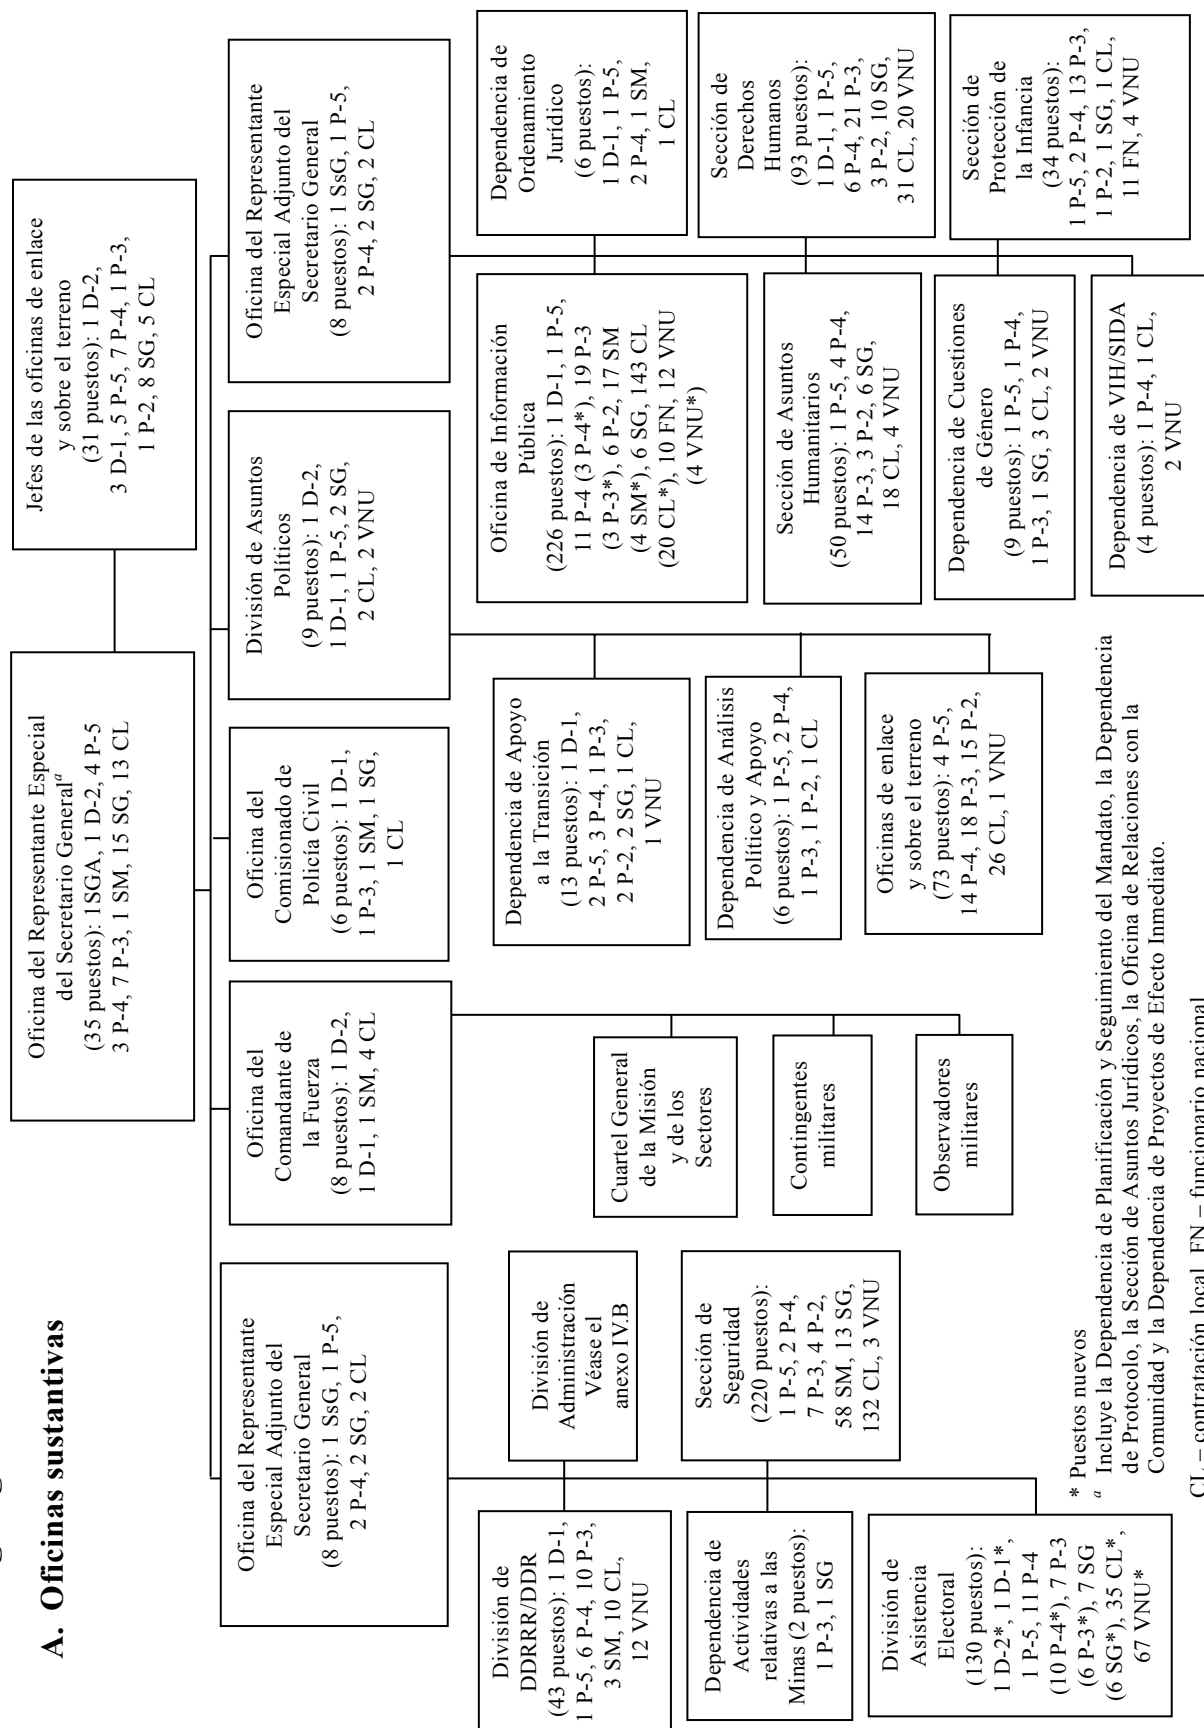 A. Oficinas sustantivas
Oficina del Representante Especial
del Secretario General a
(35 puestos): 1SGA, 1 D-2, 4 P-5
3 P-4, 7 P-3, 1 SM, 15 SG, 13 CL
Jefes de las oficinas de enlace
y sobre el terreno
(31 puestos): 1 D-2,
3 D-1, 5 P-5, 7 P-4, 1 P-3,
1 P-2, 8 SG, 5 CL
Oficina del Representante
Especial Adjunto del
Secretario General
(8 puestos): 1 SsG, 1 P-5,
2 P-4, 2 SG, 2 CL
Oficina del
Comandante de
la Fuerza
(8 puestos): 1 D-2,
1 D-1, 1 SM, 4 CL
Oficina del
Comisionado de
Policía Civil
(6 puestos): 1 D-1,
1 P-3, 1 SM, 1 SG,
1 CL
División de Asuntos
Políticos
(9 puestos): 1 D-2,
1 D-1, 1 P-5, 2 SG,
2 CL, 2 VNU
Oficina del Representante
Especial Adjunto del
Secretario General
(8 puestos): 1 SsG, 1 P-5,
2 P-4, 2 SG, 2 CL
División de
DDRRR/DDR
(43 puestos): 1 D-1,
1 P-5, 6 P-4, 10 P-3,
3 SM, 10 CL,
12 VNU
División de
Administración
Véase el
anexo IV.B
Dependencia de
Actividades
relativas a las
Minas (2 puestos):
1 P-3, 1 SG
Sección de
Seguridad
(220 puestos):
1 P-5, 2 P-4,
7 P-3, 4 P-2,
58 SM, 13 SG,
132 CL, 3 VNU
División de
Asistencia
Electoral
(130 puestos):
1 D-2*, 1 D-1*,
1 P-5, 11 P-4
(10 P-4*), 7 P-3
(6 P-3*), 7 SG
(6 SG*), 35 CL*,
67 VNU*
Cuartel General
de la Misión
y de los
Sectores
Contingentes
militares
Observadores
militares
Dependencia de Apoyo
a la Transición
(13 puestos): 1 D-1,
2 P-5, 3 P-4, 1 P-3,
2 P-2, 2 SG, 1 CL,
1 VNU
Dependencia de Análisis
Político y Apoyo
(6 puestos): 1 P-5, 2 P-4,
1 P-3, 1 P-2, 1 CL
Oficinas de enlace
y sobre el terreno
(73 puestos): 4 P-5,
14 P-4, 18 P-3, 15 P-2,
26 CL, 1 VNU
Oficina de Información
Pública
(226 puestos): 1 D-1, 1 P-5,
11 P-4 (3 P-4*), 19 P-3
(3 P-3*), 6 P-2, 17 SM
(4 SM*), 6 SG, 143 CL
(20 CL*), 10 FN, 12 VNU
(4 VNU*)
Dependencia de
Ordenamiento
Jurídico
(6 puestos):
1 D-1, 1 P-5,
2 P-4, 1 SM,
1 CL
Sección de Asuntos
Humanitarios
(50 puestos): 1 P-5, 4 P-4,
14 P-3, 3 P-2, 6 SG,
18 CL, 4 VNU
Sección de
Derechos
Humanos
(93 puestos):
1 D-1, 1 P-5,
6 P-4, 21 P-3,
3 P-2, 10 SG,
31 CL, 20 VNU
Dependencia de Cuestiones
de Género
(9 puestos): 1 P-5, 1 P-4,
1 P-3, 1 SG, 3 CL, 2 VNU
Sección de
Protección de
la Infancia
(34 puestos):
1 P-5, 2 P-4, 13 P-3,
1 P-2, 1 SG, 1 CL,
11 FN, 4 VNU
Dependencia de VIH/SIDA
(4 puestos): 1 P-4, 1 CL,
2 VNU
* Puestos nuevos
a Incluye la Dependencia de Planificación y Seguimiento del Mandato, la Dependencia
de Protocolo, la Sección de Asuntos Jurídicos, la Oficina de Relaciones con la
Comunidad y la Dependencia de Proyectos de Efecto Inmediato.
CL = contratación local, FN = funcionario nacional